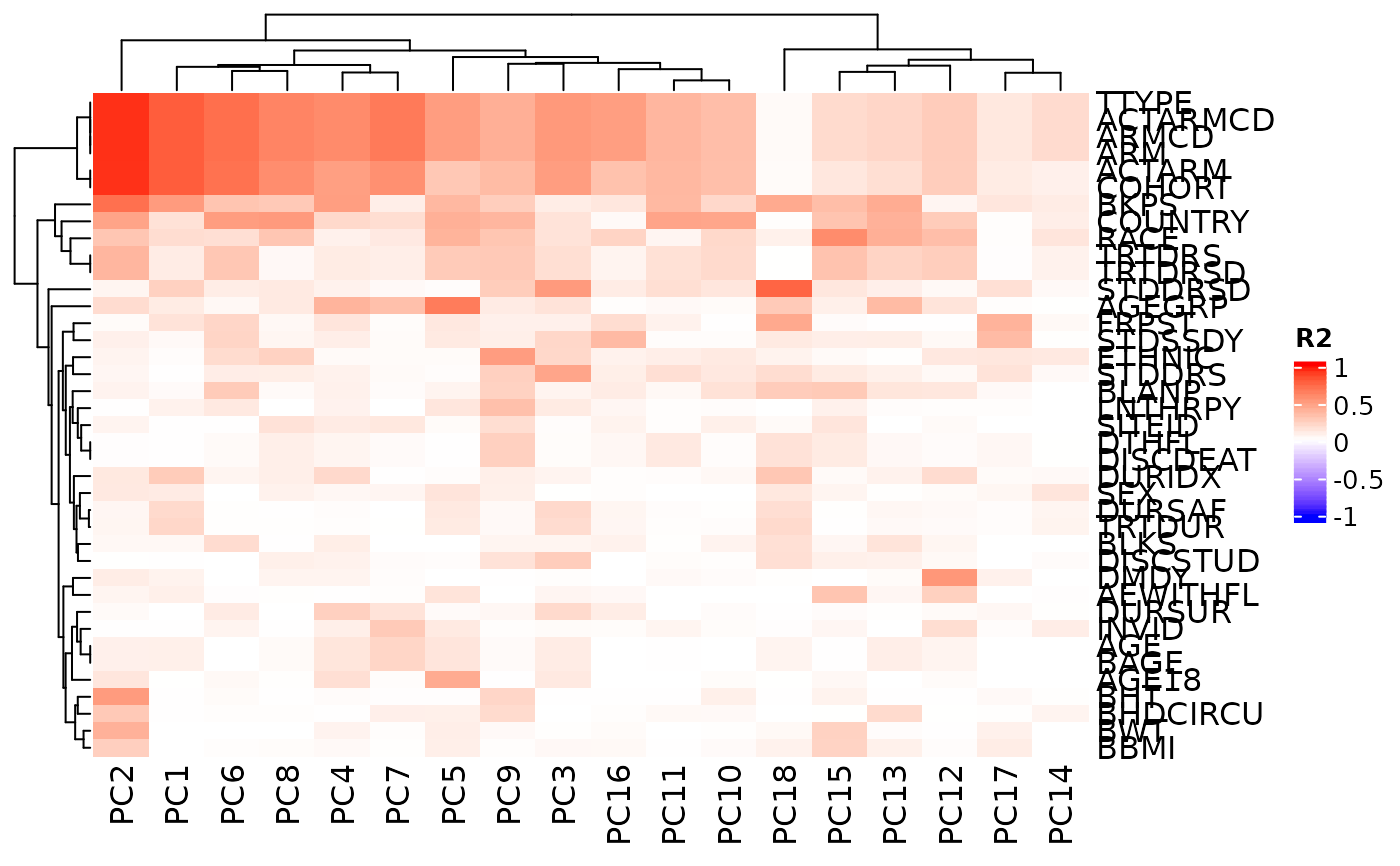 TTYPE
ACTARMCD
ARMCD
ARM
ACTARM
COHORT
BKPS
COUNTRY
RACE
TRTDRS
TRTDRSD
STDDRSD
AGEGRP
ERPST
STDSSDY
ETHNIC
STDDRS
BLANP
LNTHRPY
SITEID
DTHFL
DISCDEAT
DURIDX
SEX
DURSAF
TRTDUR
BLKS
DISCSTUD
DMDY
AEWITHFL
DURSUR
INVID
AGE
BAGE
AGE18
BHT
BHDCIRCU
BWT
BBMI
R2
1
0.5
0
-0.5
-1
PC2 PC1 PC6 PC8 PC4 PC7 PC5 PC9 PC3 PC16 PC11 PC10 PC18 PC15 PC13 PC12 PC17 PC14